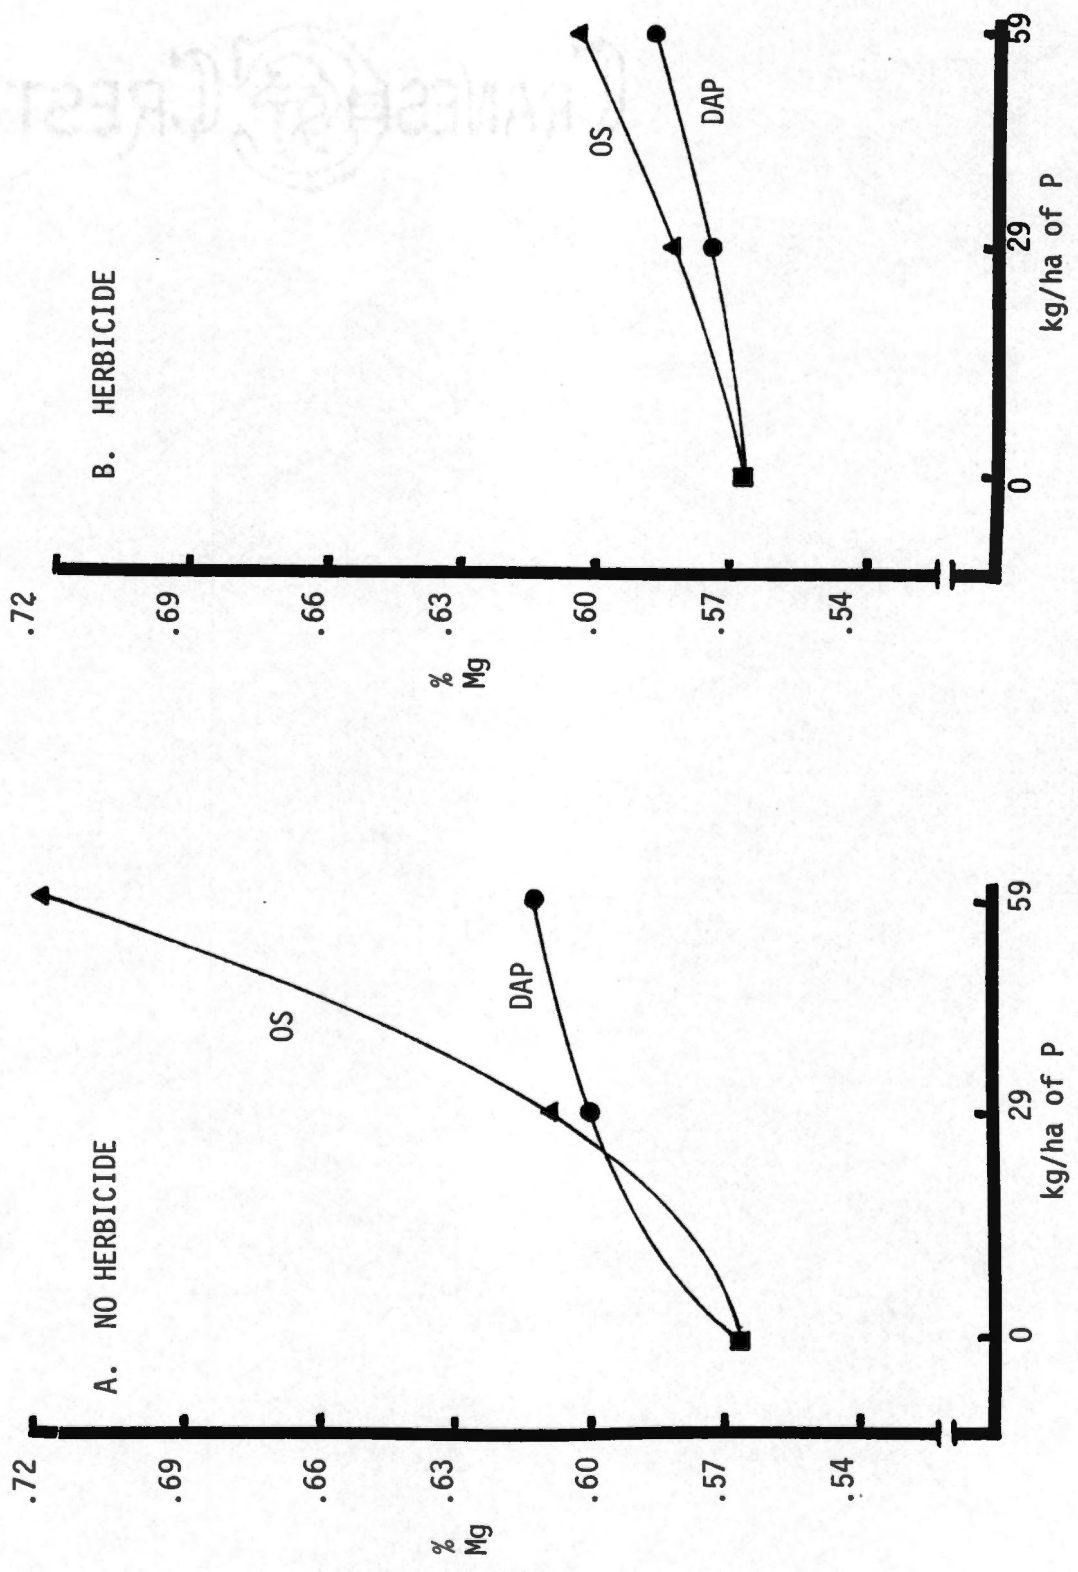 A. NO HERBICIDE
.72
.69
.66
.63
.60
.57
.54
%
Mg
OS
DAP
0
29
59
kg/ha of P
B. HERBICIDE
.72
.69
.66
.63
.60
.57
.54
%
Mg
OS
DAP
0
29
59
kg/ha of P